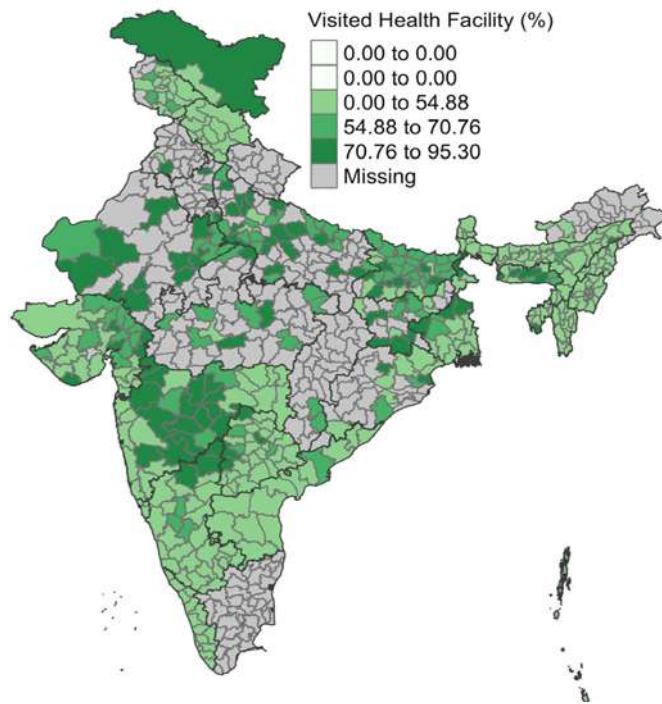 Visited Health Facility (%)
0.00 to 0.00
0.00 to 0.00
0.00 to 54.88
54.88 to 70.76
70.76 to 95.30
Missing